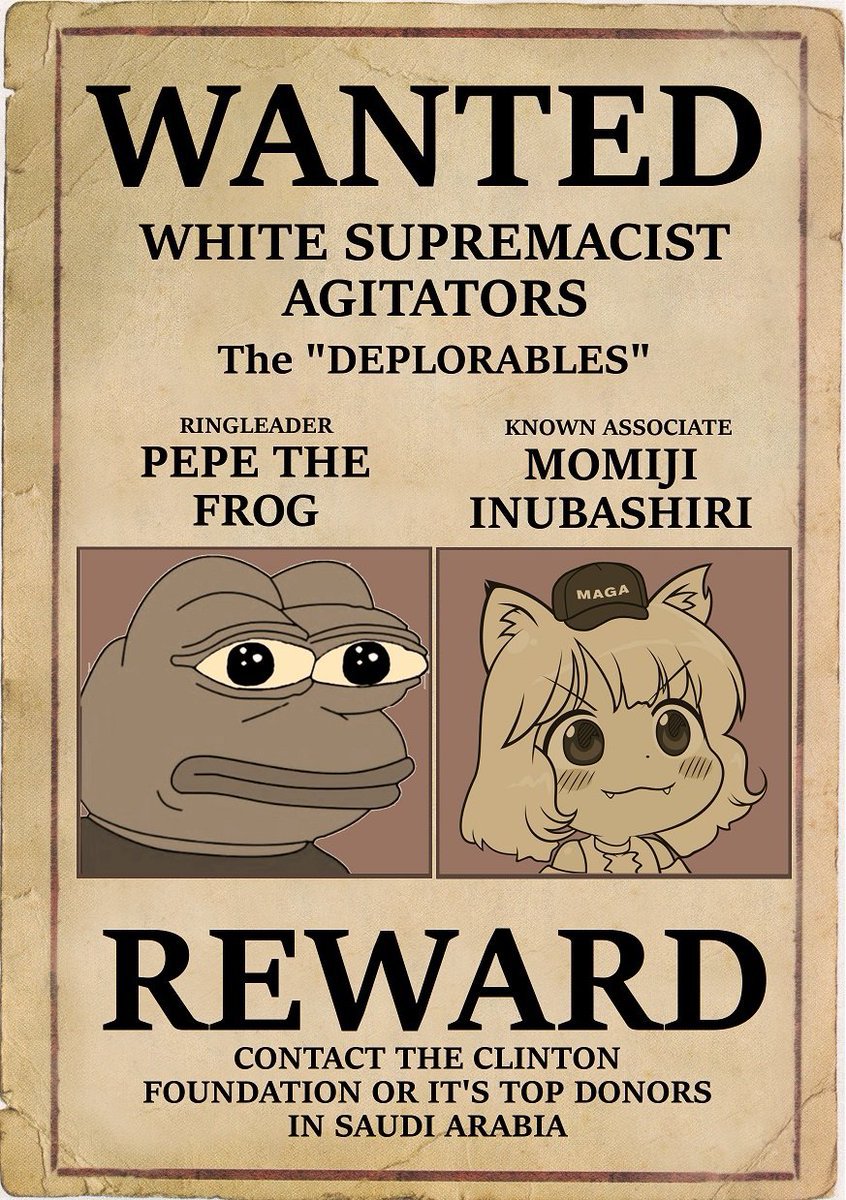 WANTED
WHITE SUPREMACIST
AGITATORS
The "DEPLORABLES"
RINGLEADER
PEPE THE
FROG
KNOWN ASSOCIATE
MOMIJI
INUBASHIRI
MAGA
REWARD
CONTACT THE CLINTON
FOUNDATION OR IT'S TOP DONORS
IN SAUDI ARABIA